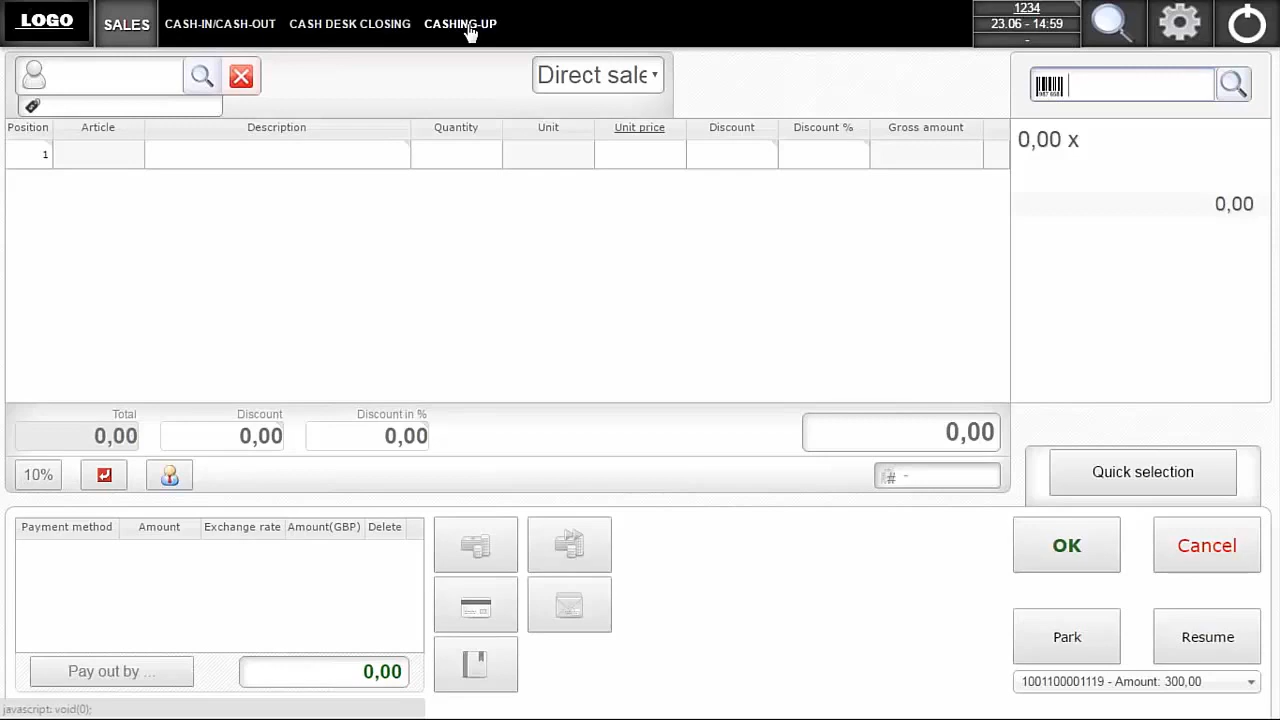 LOGO
SALES
CASH-IN/CASH-OUT
CASH DESK CLOSING
CASHING-UP
1234
23.06 - 14:59
-
Direct sale
Position Article Description Quantity Unit Unit price Discount Discount % Gross amount
1
0,00 x
0,00
Total Discount Discount in %
0,00 0,00 0,00 0,00
10%
# -
Quick selection
Payment method Amount Exchange rate Amount(GBP) Delete
OK
Cancel
Park
Resume
Pay out by ...
0,00
1001100001119 - Amount: 300,00
javascript: void(0);